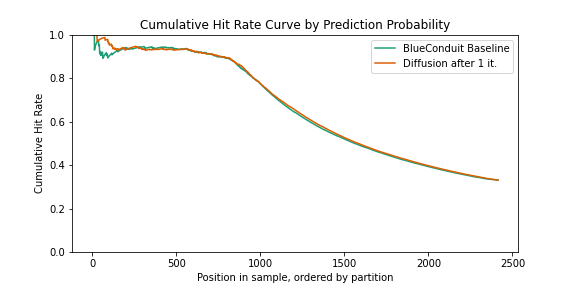 Cumulative Hit Rate Curve by Prediction Probability
BlueConduit Baseline
Diffusion after 1 it.
Cumulative Hit Rate
1.0
0.8
0.6
0.4
0.2
0.0
0 500 1000 1500 2000 2500
Position in sample, ordered by partition